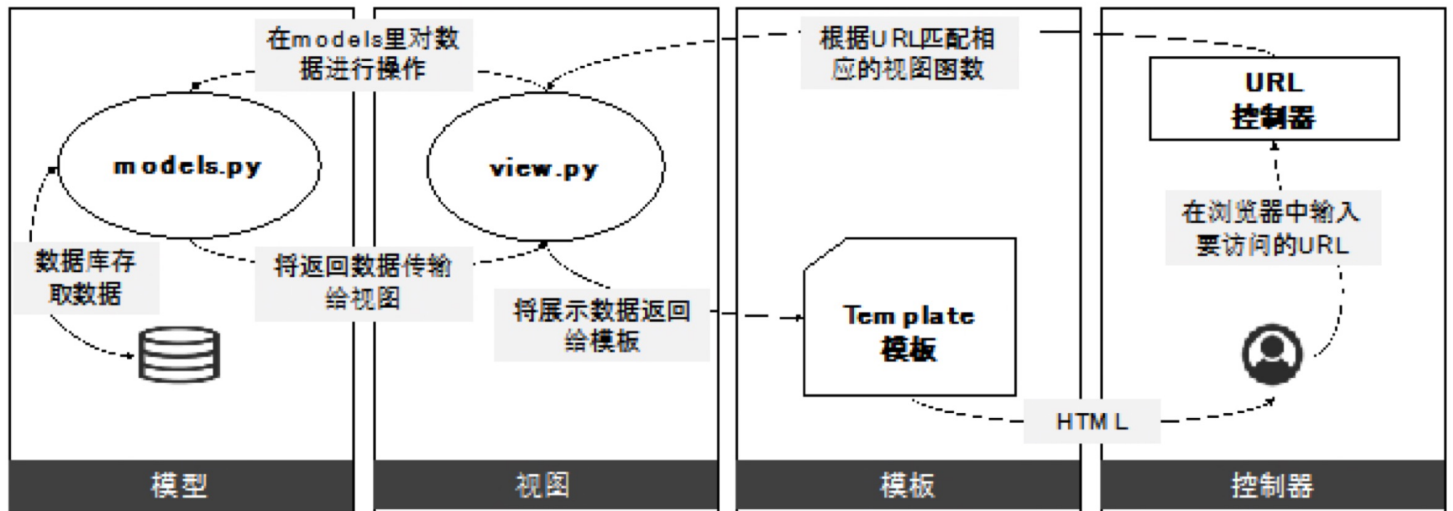 在models里对数
据进行操作
根据URL匹配相
应的视图函数
URL
控制器
models.py
view.py
在浏览器中输入
要访问的URL
数据库存
取数据
将返回数据传输
给视图
将展示数据返回
给模板
Template
模板
HTML
模型
视图
模板
控制器